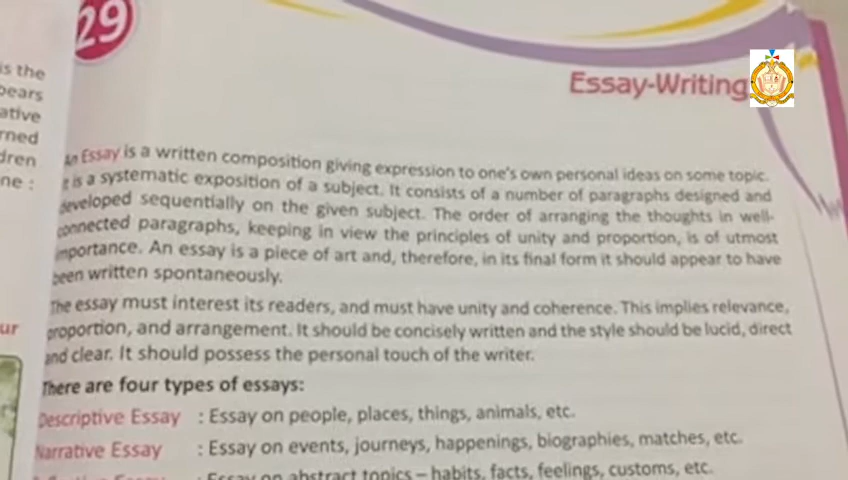 29
Essay-Writing
is the
pears
ative
rned
dren
ne :
ur
An Essay is a written composition giving expression to one's own personal ideas on some topic.
It is a systematic exposition of a subject. It consists of a number of paragraphs designed and
developed sequentially on the given subject. The order of arranging the thoughts in well-
connected paragraphs, keeping in view the principles of unity and proportion, is of utmost
importance. An essay is a piece of art and, therefore, in its final form it should appear to have
been written spontaneously.
The essay must interest its readers, and must have unity and coherence. This implies relevance,
proportion, and arrangement. It should be concisely written and the style should be lucid, direct
and clear. It should possess the personal touch of the writer.
There are four types of essays:
Descriptive Essay : Essay on people, places, things, animals, etc.
Narrative Essay : Essay on events, journeys, happenings, biographies, matches, etc.
Essay : Essay on abstract topics – habits, facts, feelings, customs, etc.